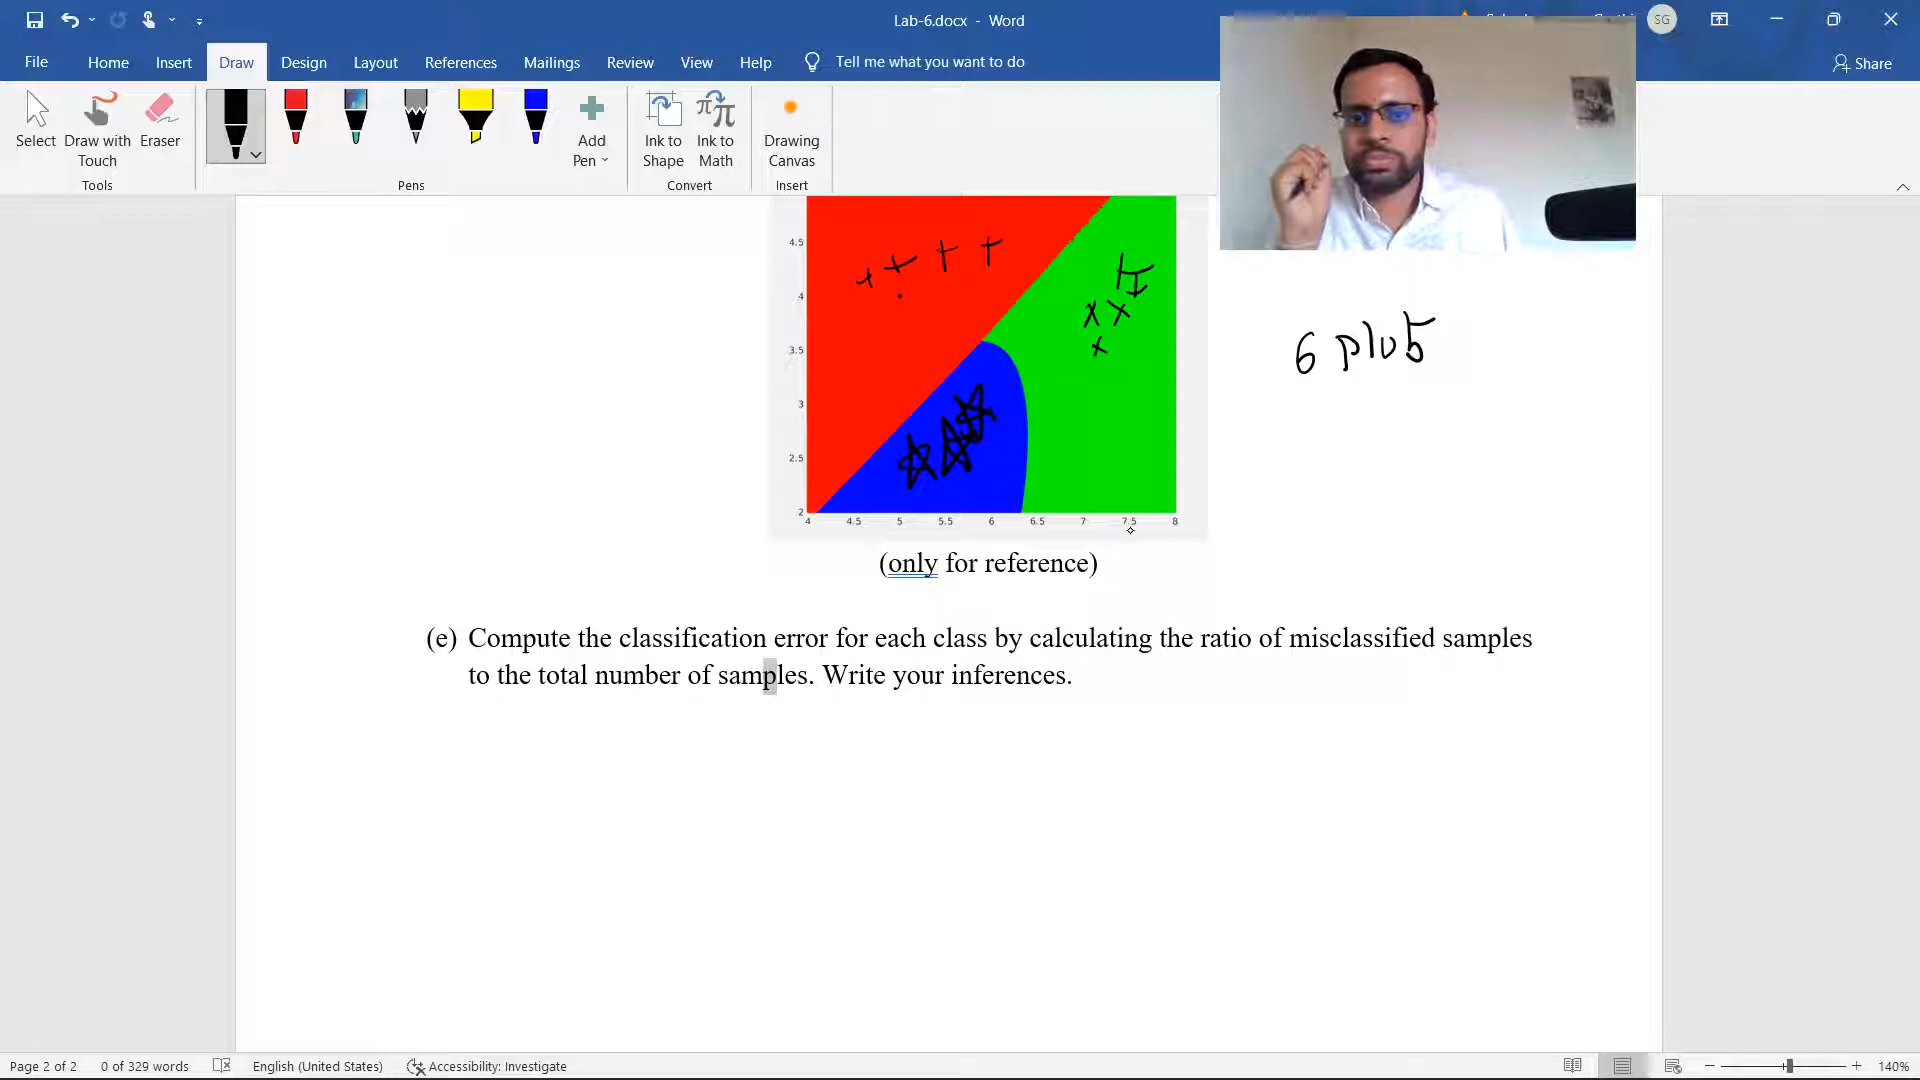 Lab-6.docx - Word
SG
File Home Insert Draw Design Layout References Mailings Review View Help Tell me what you want to do Share
Select Draw with Touch Eraser Add Pen Ink to Shape Ink to Math Drawing Canvas
Tools Pens Convert Insert
4.5
4
3.5
3
2.5
2
4 4.5 5 5.5 6 6.5 7 7.5 8
6 plots
(only for reference)
(e) Compute the classification error for each class by calculating the ratio of misclassified samples
to the total number of samples. Write your inferences.
Page 2 of 2 0 of 329 words English (United States) Accessibility: Investigate 140%